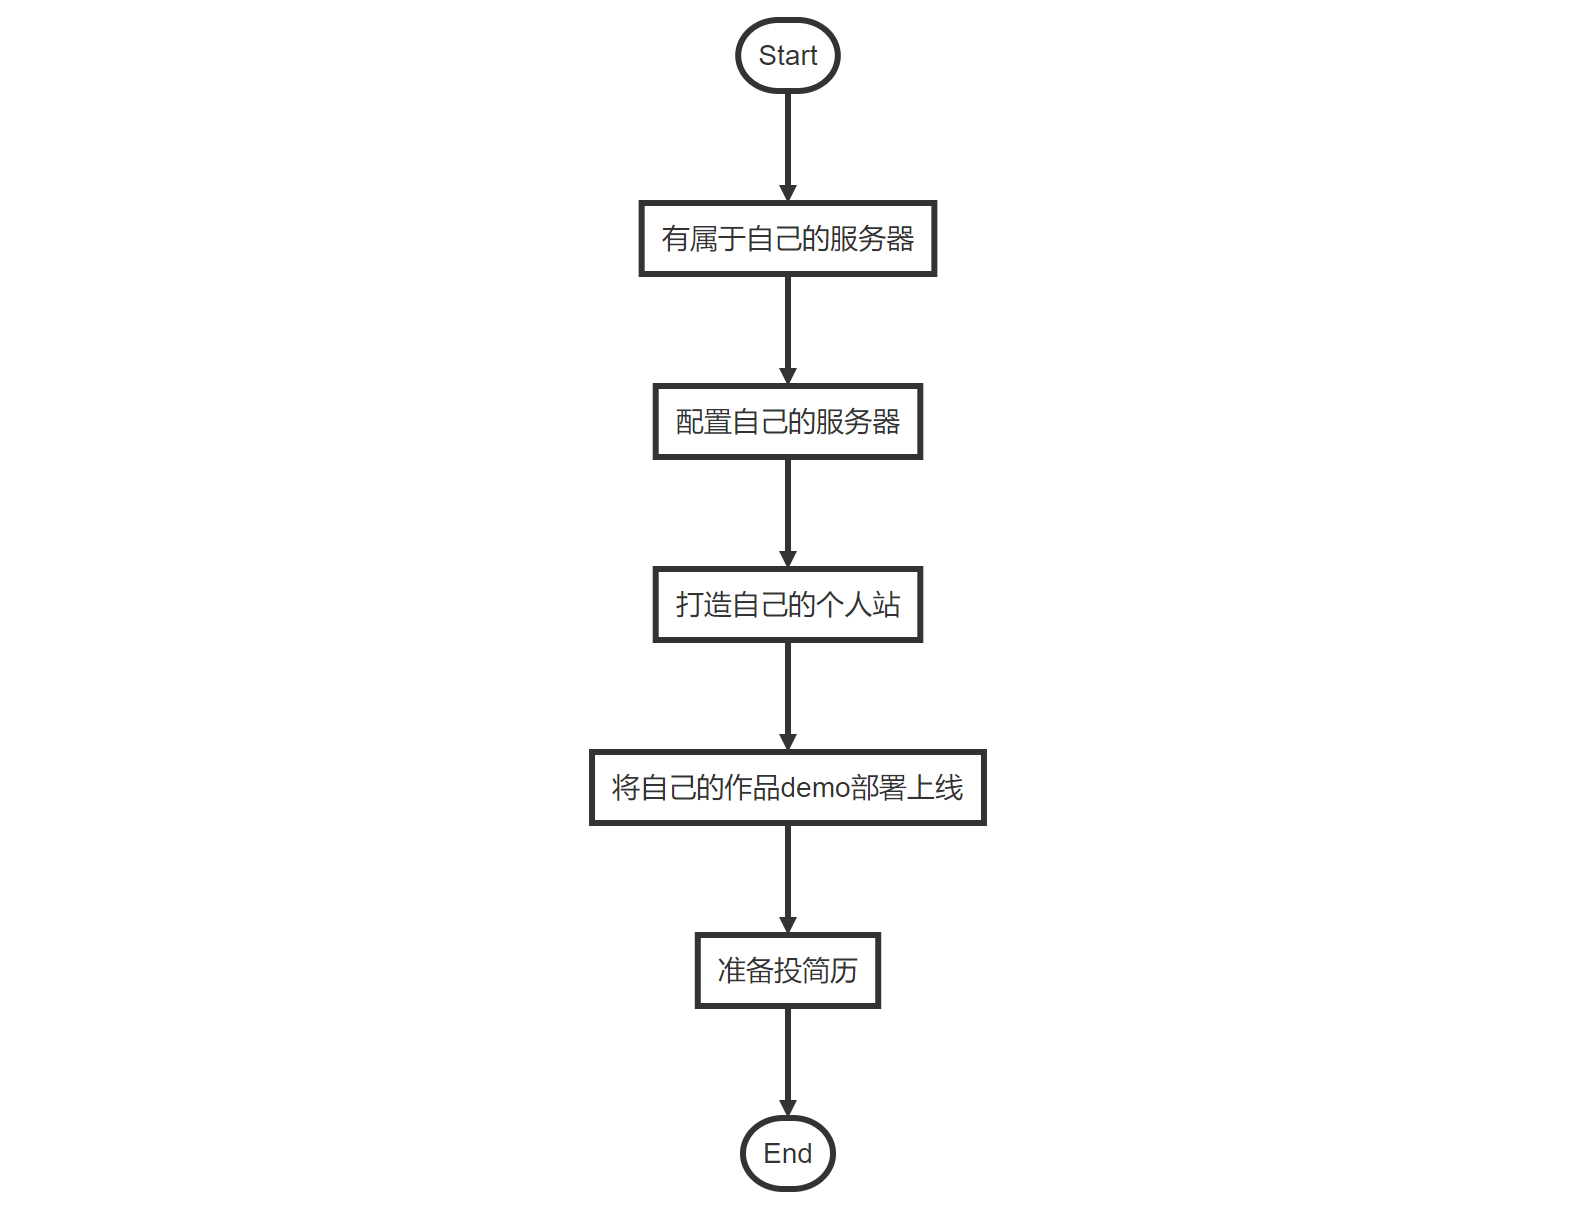 Start
有属于自己的服务器
配置自己的服务器
打造自己的个人站
将自己的作品demo部署上线
准备投简历
End